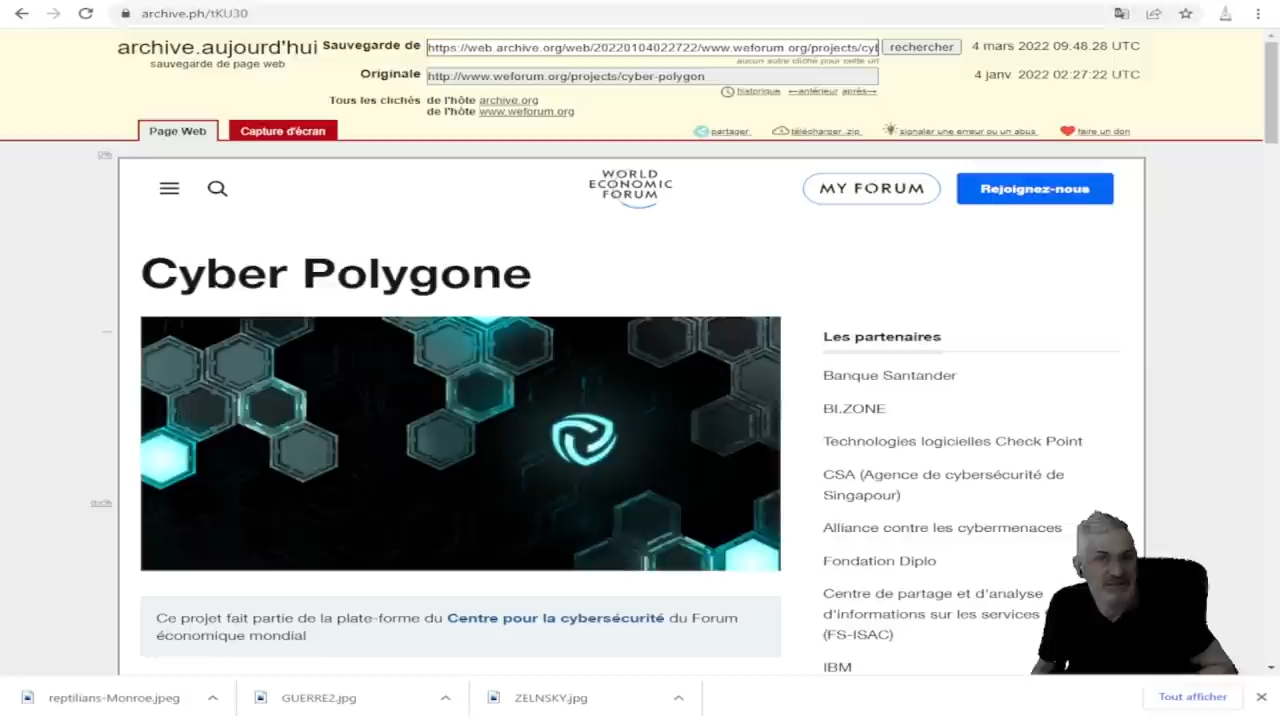 archive.ph/tKU30
archive.aujourd'hui
sauvegarde de page web
Sauvegarde de
https://web.archive.org/web/20220104022722/www.weforum.org/projects/cyb
rechercher
4 mars 2022 09.48.28 UTC
aucun autre cliché pour cette url
Originale
http://www.weforum.org/projects/cyber-polygon
4 janv. 2022 02:27:22 UTC
historique
←antérieur
après→
Tous les clichés
de l'hôte archive.org
de l'hôte www.weforum.org
Page Web
Capture d'écran
partager
télécharger .zip
signaler une erreur ou un abus
faire un don
0%
WORLD
ECONOMIC
FORUM
MY FORUM
Rejoignez-nous
Cyber Polygone
Les partenaires
Banque Santander
BI.ZONE
Technologies logicielles Check Point
CSA (Agence de cybersécurité de
Singapour)
Alliance contre les cybermenaces
Fondation Diplo
Centre de partage et d'analyse
d'informations sur les services
(FS-ISAC)
IBM
Ce projet fait partie de la plate-forme du Centre pour la cybersécurité du Forum
économique mondial
reptilians-Monroe.jpeg
GUERRE2.jpg
ZELNSKY.jpg
Tout afficher